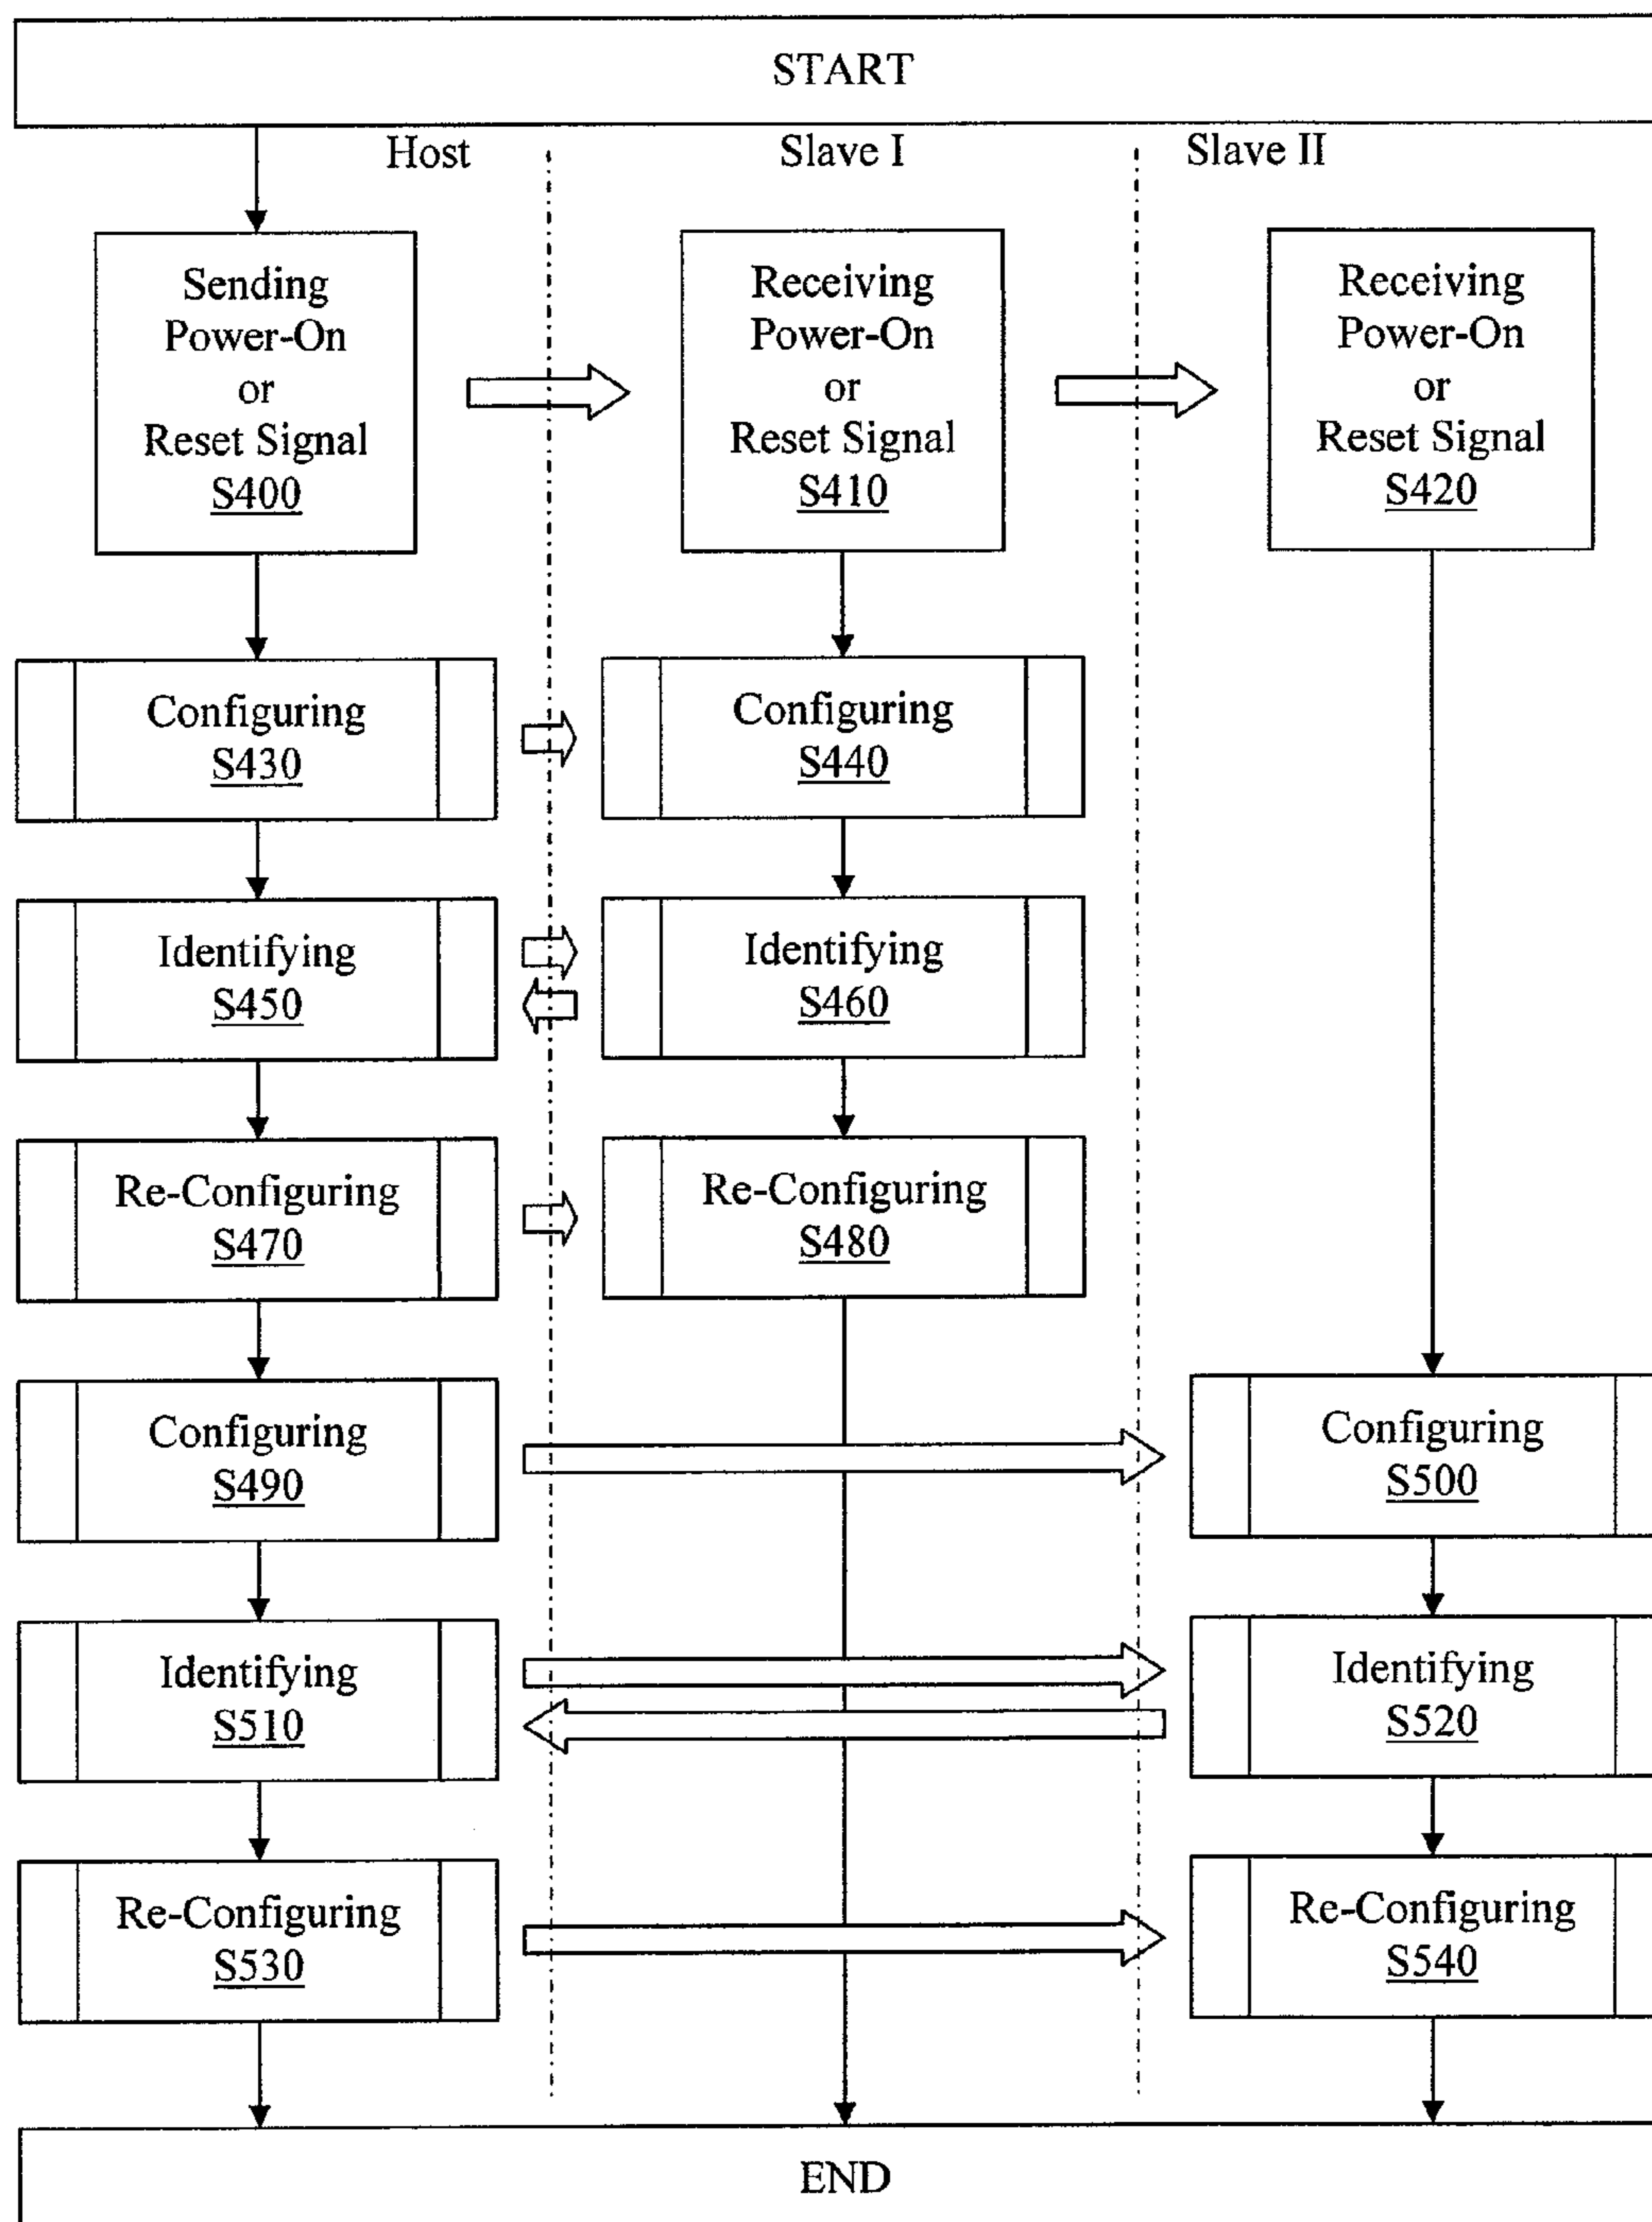 START
Host
Slave I
Slave II
Sending
Power-On
or
Reset Signal
S400
Receiving
Power-On
or
Reset Signal
S410
Receiving
Power-On
or
Reset Signal
S420
Configuring
S430
Configuring
S440
Identifying
S450
Identifying
S460
Re-Configuring
S470
Re-Configuring
S480
Configuring
S490
Configuring
S500
Identifying
S510
Identifying
S520
Re-Configuring
S530
Re-Configuring
S540
END